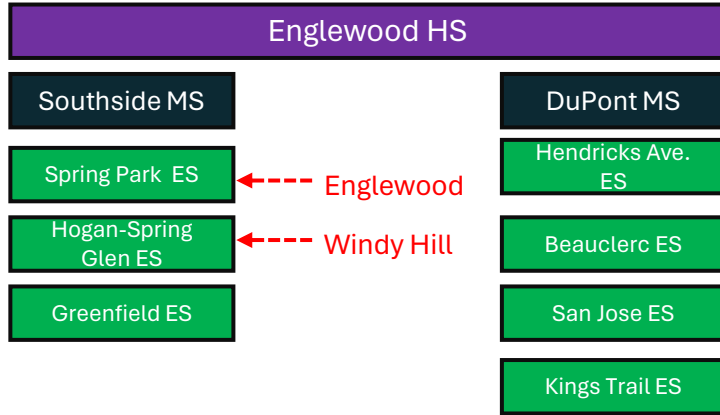 Englewood HS
Southside MS
DuPont MS
Spring Park ES
Englewood
Hendricks Ave.
ES
Hogan-Spring
Glen ES
Windy Hill
Beauclerc ES
Greenfield ES
San Jose ES
Kings Trail ES